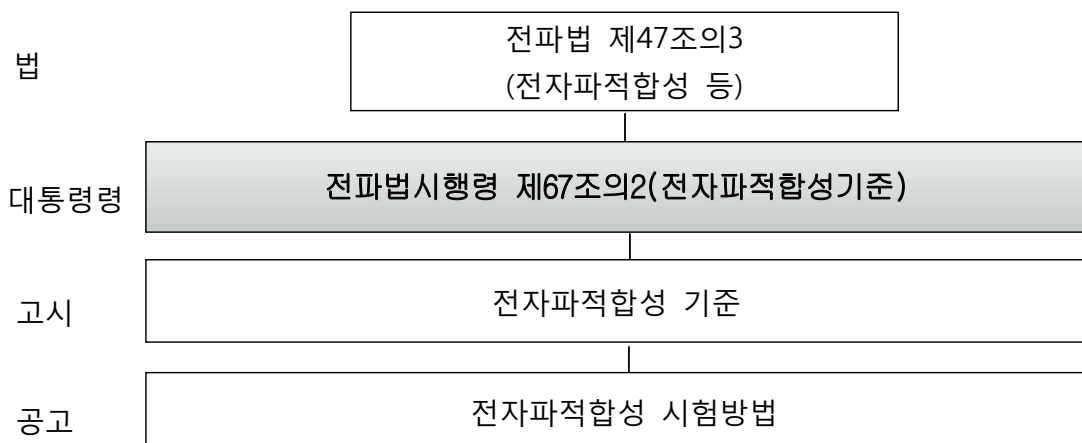 법
전파법 제47조의3
(전자파적합성 등)
대통령령
전파법시행령 제67조의2(전자파적합성기준)
고시
전자파적합성 기준
공고
전자파적합성 시험방법